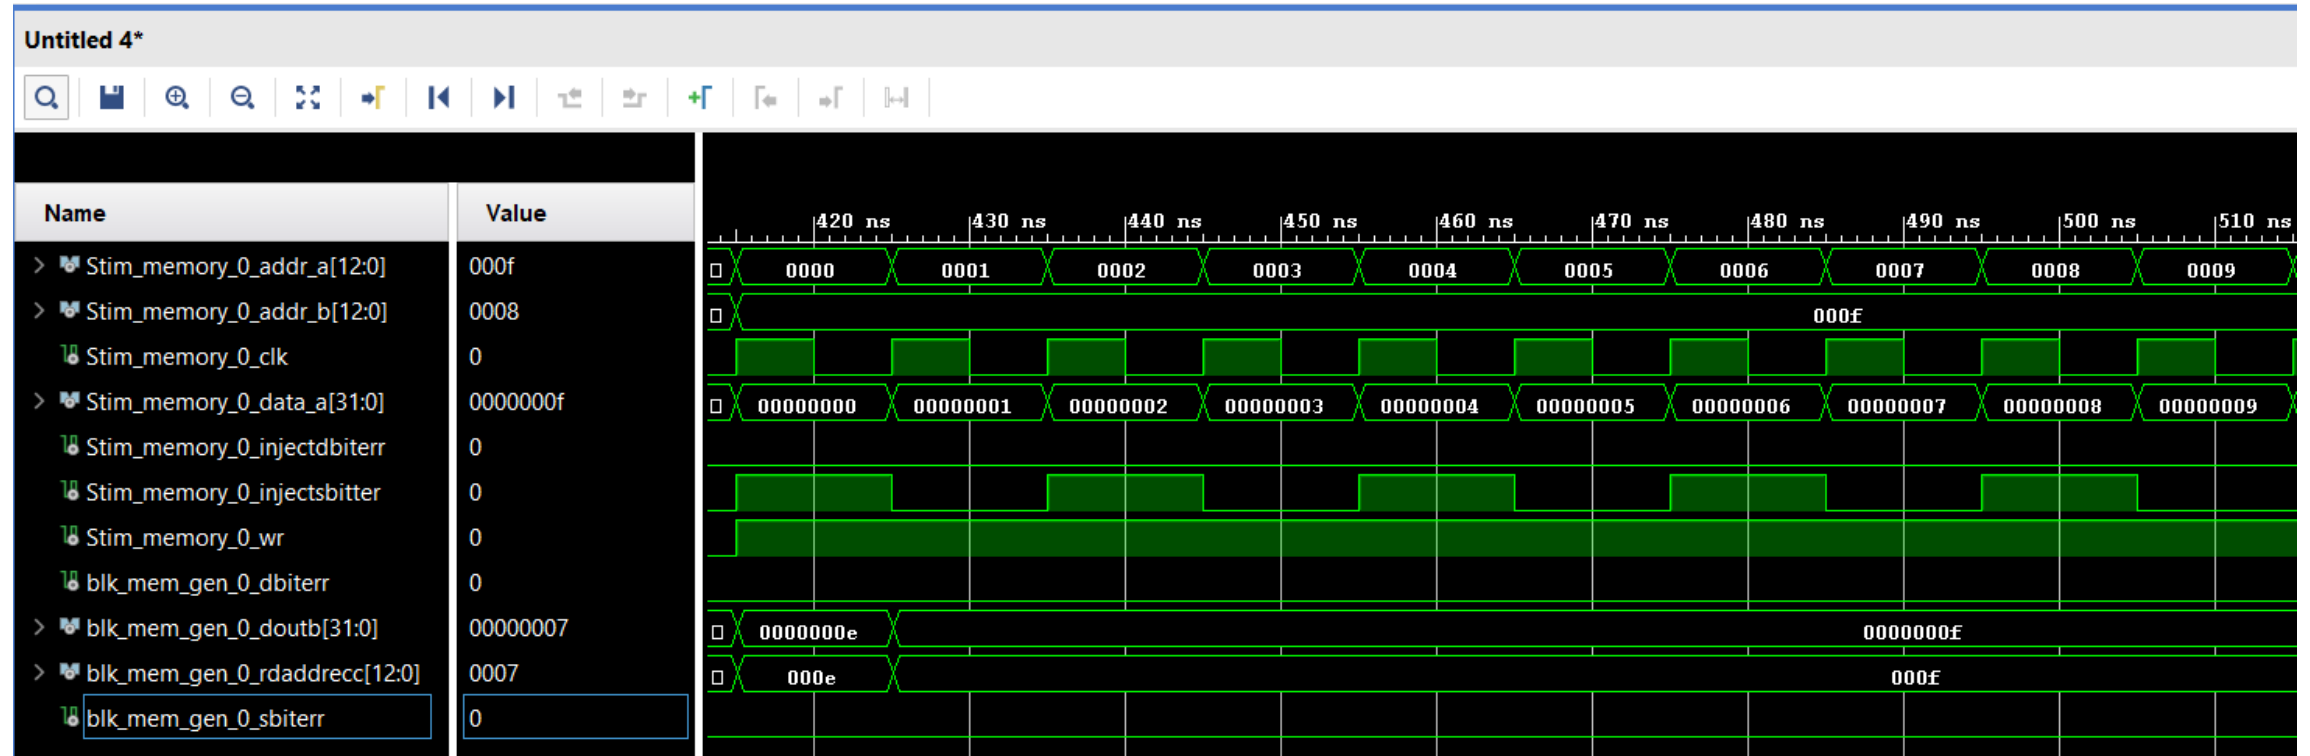 Untitled 4*
Name Value
420 ns 430 ns 440 ns 450 ns 460 ns 470 ns 480 ns 490 ns 500 ns 510 ns
Stim_memory_0_addr_a[12:0] 000f 0000 0001 0002 0003 0004 0005 0006 0007 0008 0009
Stim_memory_0_addr_b[12:0] 0008 000f
Stim_memory_0_clk 0
Stim_memory_0_data_a[31:0] 0000000f 00000000 00000001 00000002 00000003 00000004 00000005 00000006 00000007 00000008 00000009
Stim_memory_0_injectdbiterr 0
Stim_memory_0_injectsbitter 0
Stim_memory_0_wr 0
blk_mem_gen_0_dbiterr 0
blk_mem_gen_0_doutb[31:0] 00000007 0000000e 0000000f
blk_mem_gen_0_rdaddrecc[12:0] 0007 000e 000f
blk_mem_gen_0_sbiterr 0